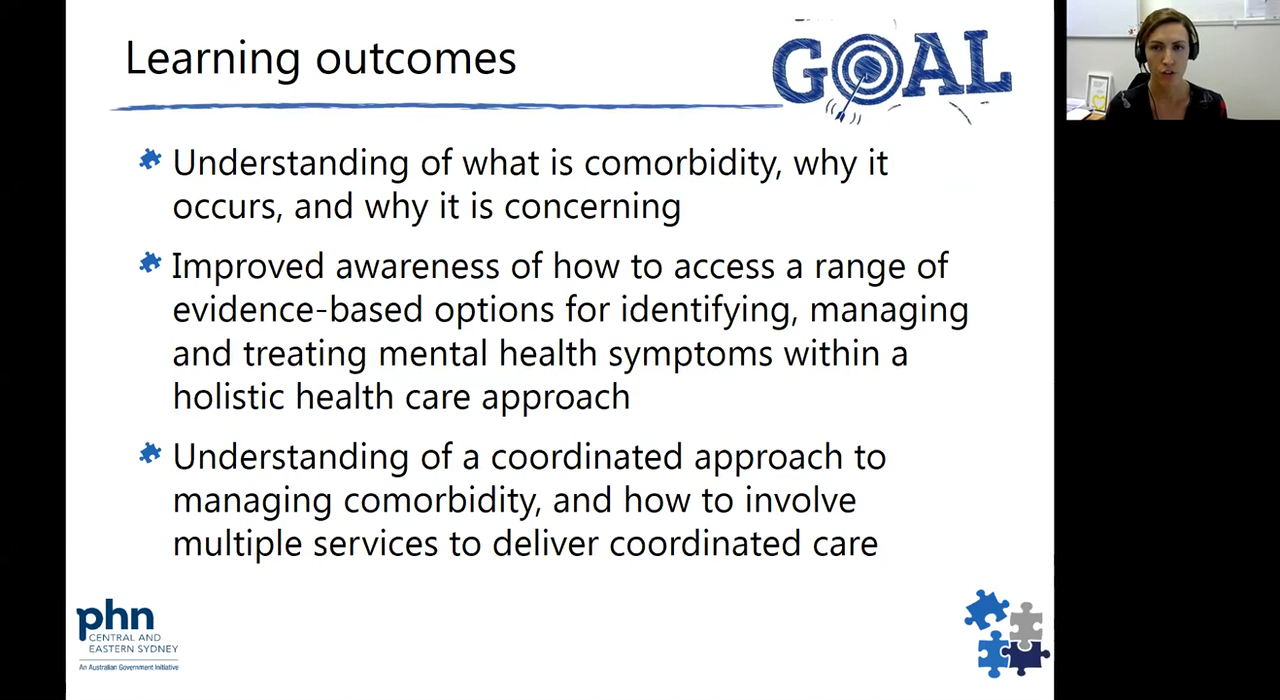 Learning outcomes
GOAL
Understanding of what is comorbidity, why it
occurs, and why it is concerning
Improved awareness of how to access a range of
evidence-based options for identifying, managing
and treating mental health symptoms within a
holistic health care approach
Understanding of a coordinated approach to
managing comorbidity, and how to involve
multiple services to deliver coordinated care
phn
CENTRAL AND
EASTERN SYDNEY
An Australian Government Initiative